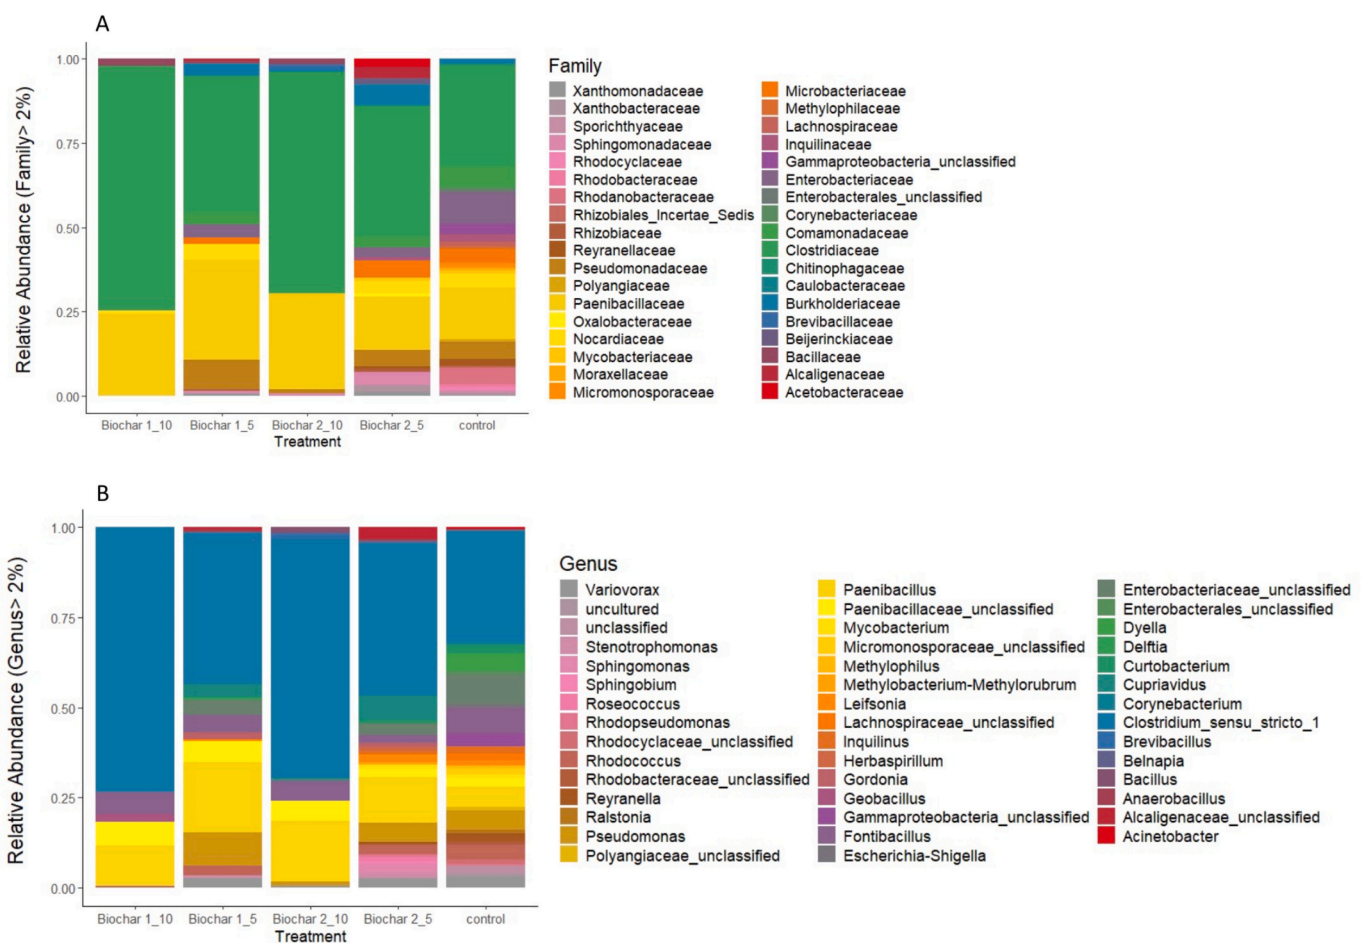 A
Relative Abundance (Family> 2%)
1.00
0.75
0.50
0.25
0.00
Biochar 1_10 Biochar 1_5 Biochar 2_10 Biochar 2_5 control
Treatment
Family
Xanthomonadaceae
Xanthobacteraceae
Sporichthyaceae
Sphingomonadaceae
Rhodocyclaceae
Rhodobacteraceae
Rhodanobacteraceae
Rhizobiales_Incertae_Sedis
Rhizobiaceae
Reyranellaceae
Pseudomonadaceae
Polyangiaceae
Paenibacillaceae
Oxalobacteraceae
Nocardiaceae
Mycobacteriaceae
Moraxellaceae
Micromonosporaceae
Microbacteriaceae
Methylophilaceae
Lachnospiraceae
Inquilinaceae
Gammaproteobacteria_unclassified
Enterobacteriaceae
Enterobacterales_unclassified
Corynebacteriaceae
Comamonadaceae
Clostridiaceae
Chitinophagaceae
Caulobacteraceae
Burkholderiaceae
Brevibacillaceae
Beijerinckiaceae
Bacillaceae
Alcaligenaceae
Acetobacteraceae
B
Relative Abundance (Genus> 2%)
1.00
0.75
0.50
0.25
0.00
Biochar 1_10 Biochar 1_5 Biochar 2_10 Biochar 2_5 control
Treatment
Genus
Variovorax
uncultured
unclassified
Stenotrophomonas
Sphingomonas
Sphingobium
Roseococcus
Rhodopseudomonas
Rhodocyclaceae_unclassified
Rhodococcus
Rhodobacteraceae_unclassified
Reyranella
Ralstonia
Pseudomonas
Polyangiaceae_unclassified
Paenibacillus
Paenibacillaceae_unclassified
Mycobacterium
Micromonosporaceae_unclassified
Methylophilus
Methylobacterium-Methylorubrum
Leifsonia
Lachnospiraceae_unclassified
Inquilinus
Herbaspirillum
Gordonia
Geobacillus
Gammaproteobacteria_unclassified
Fontibacillus
Escherichia-Shigella
Enterobacteriaceae_unclassified
Enterobacterales_unclassified
Dyella
Delftia
Curtobacterium
Cupriavidus
Corynebacterium
Clostridium_sensu_stricto_1
Brevibacillus
Belnapia
Bacillus
Anaerobacillus
Alcaligenaceae_unclassified
Acinetobacter